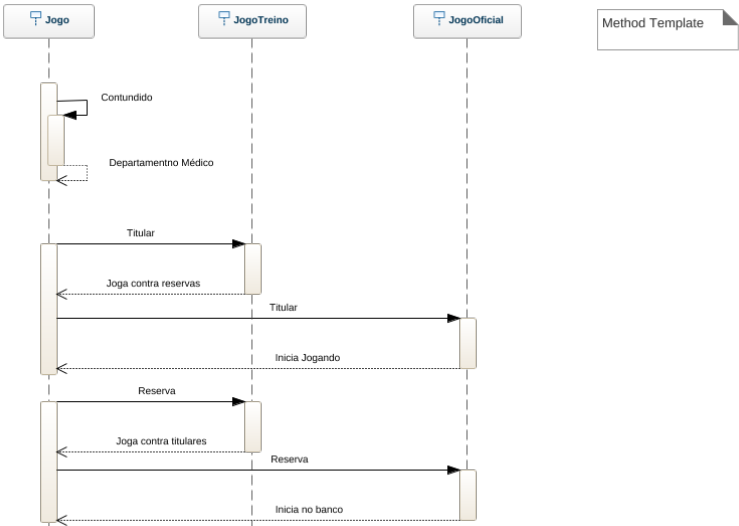 Jogo
JogoTreino
JogoOficial
Method Template
Contundido
Departamentno Médico
Titular
Joga contra reservas
Titular
Inicia Jogando
Reserva
Joga contra titulares
Reserva
Inicia no banco